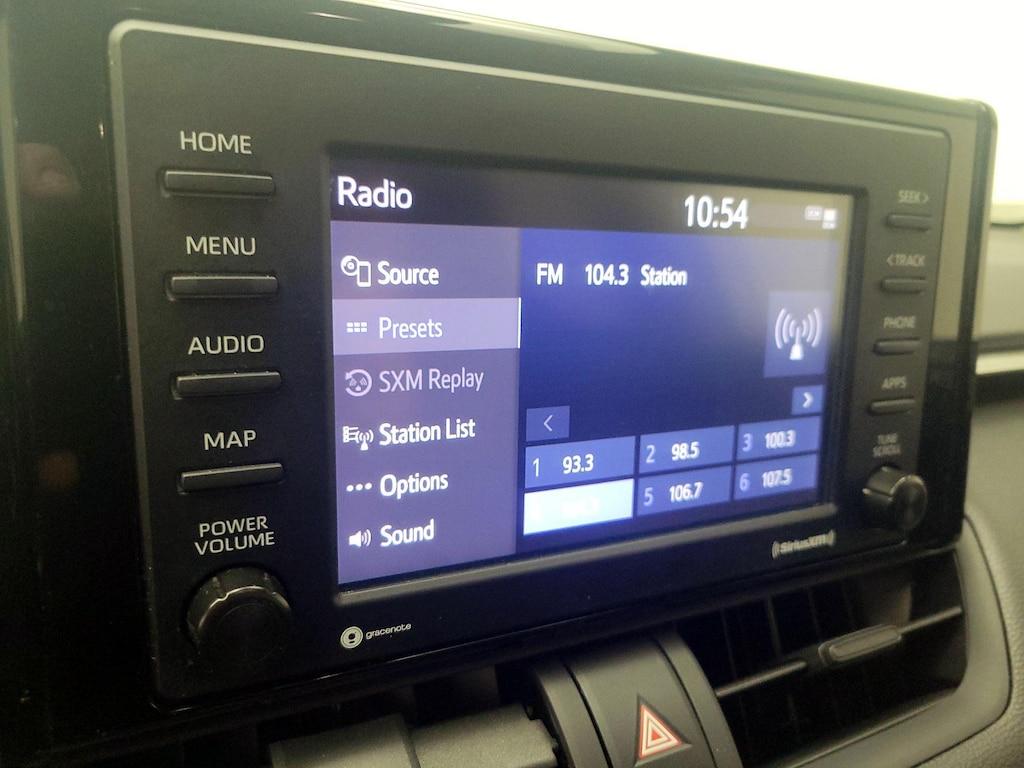 HOME
MENU
AUDIO
MAP
POWER
VOLUME
Radio
10:54
Source
Presets
SXM Replay
Station List
Options
Sound
FM 104.3 Station
<
>
1 93.3
2 98.5
3 100.3
5 106.7
6 107.5
SEEK >
< TRACK
PHONE
APPS
TUNE
SCROLL
((SiriusXM))
gracenote